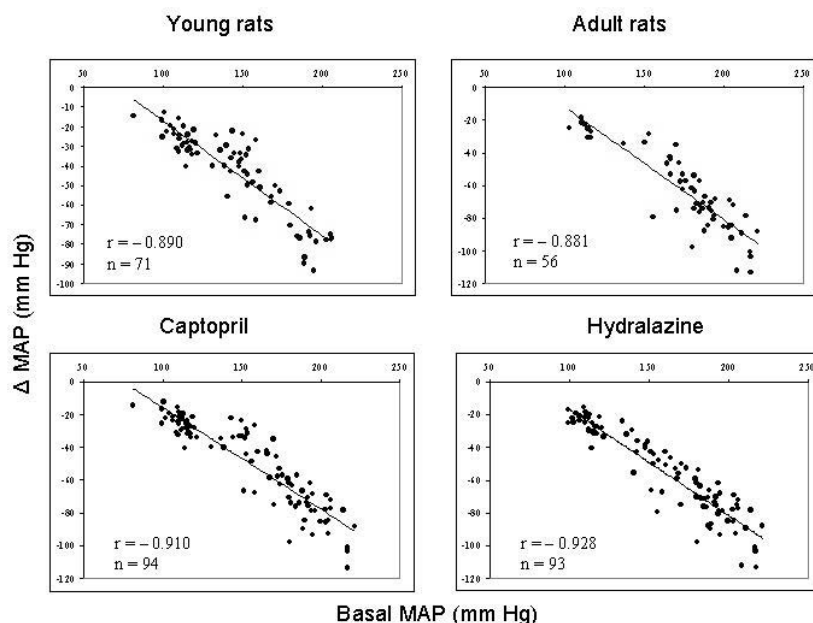 Young rats
Adult rats
50 100 150 200 250
0
-10
-20
-30
-40
-50
-60
-70
-80
-90
-100
r = – 0.890
n = 71
50 100 150 200 250
0
-20
-40
-60
-80
-100
-120
r = – 0.881
n = 56
Δ MAP (mm Hg)
Captopril
Hydralazine
50 100 150 200 250
0
-20
-40
-60
-80
-100
-120
r = – 0.910
n = 94
50 100 150 200 250
0
-20
-40
-60
-80
-100
-120
r = – 0.928
n = 93
Basal MAP (mm Hg)